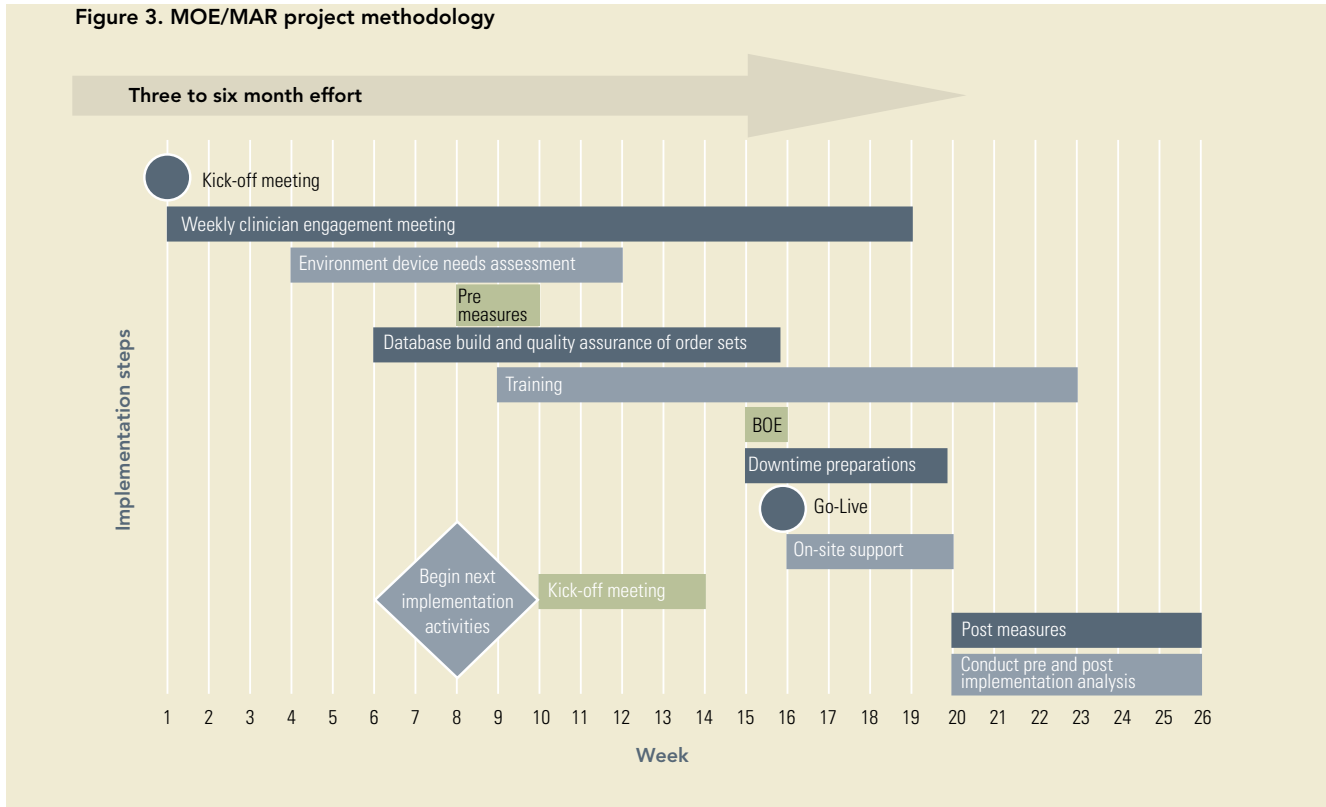 Figure 3. MOE/MAR project methodology
Three to six month effort
Kick-off meeting
Weekly clinician engagement meeting
Environment device needs assessment
Pre
measures
Database build and quality assurance of order sets
Training
BOE
Downtime preparations
Go-Live
On-site support
Begin next
implementation
activities
Kick-off meeting
Post measures
Conduct pre and post
implementation analysis
Implementation steps
1 2 3 4 5 6 7 8 9 10 11 12 13 14 15 16 17 18 19 20 21 22 23 24 25 26
Week